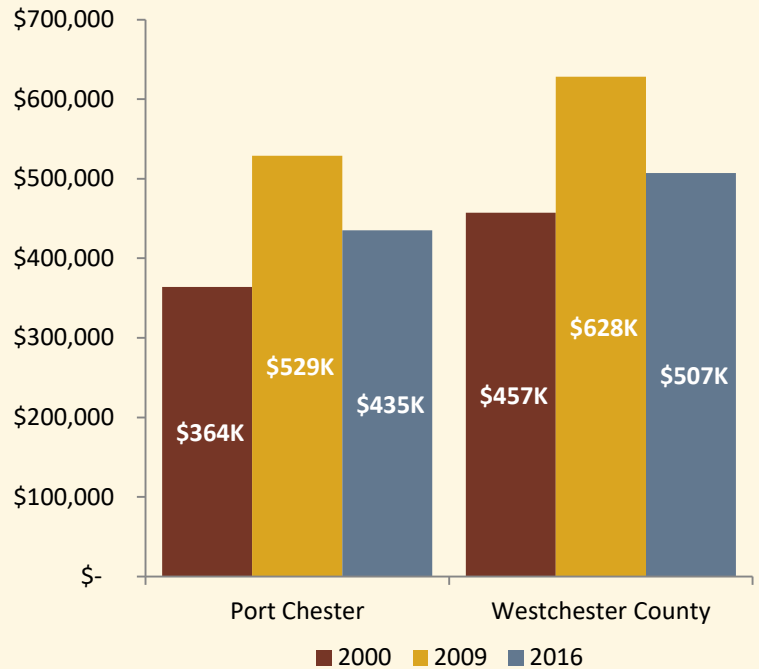 $700,000
$600,000
$500,000
$400,000
$300,000
$200,000
$100,000
$-
$364K
$529K
$435K
$457K
$628K
$507K
Port Chester
Westchester County
2000 2009 2016